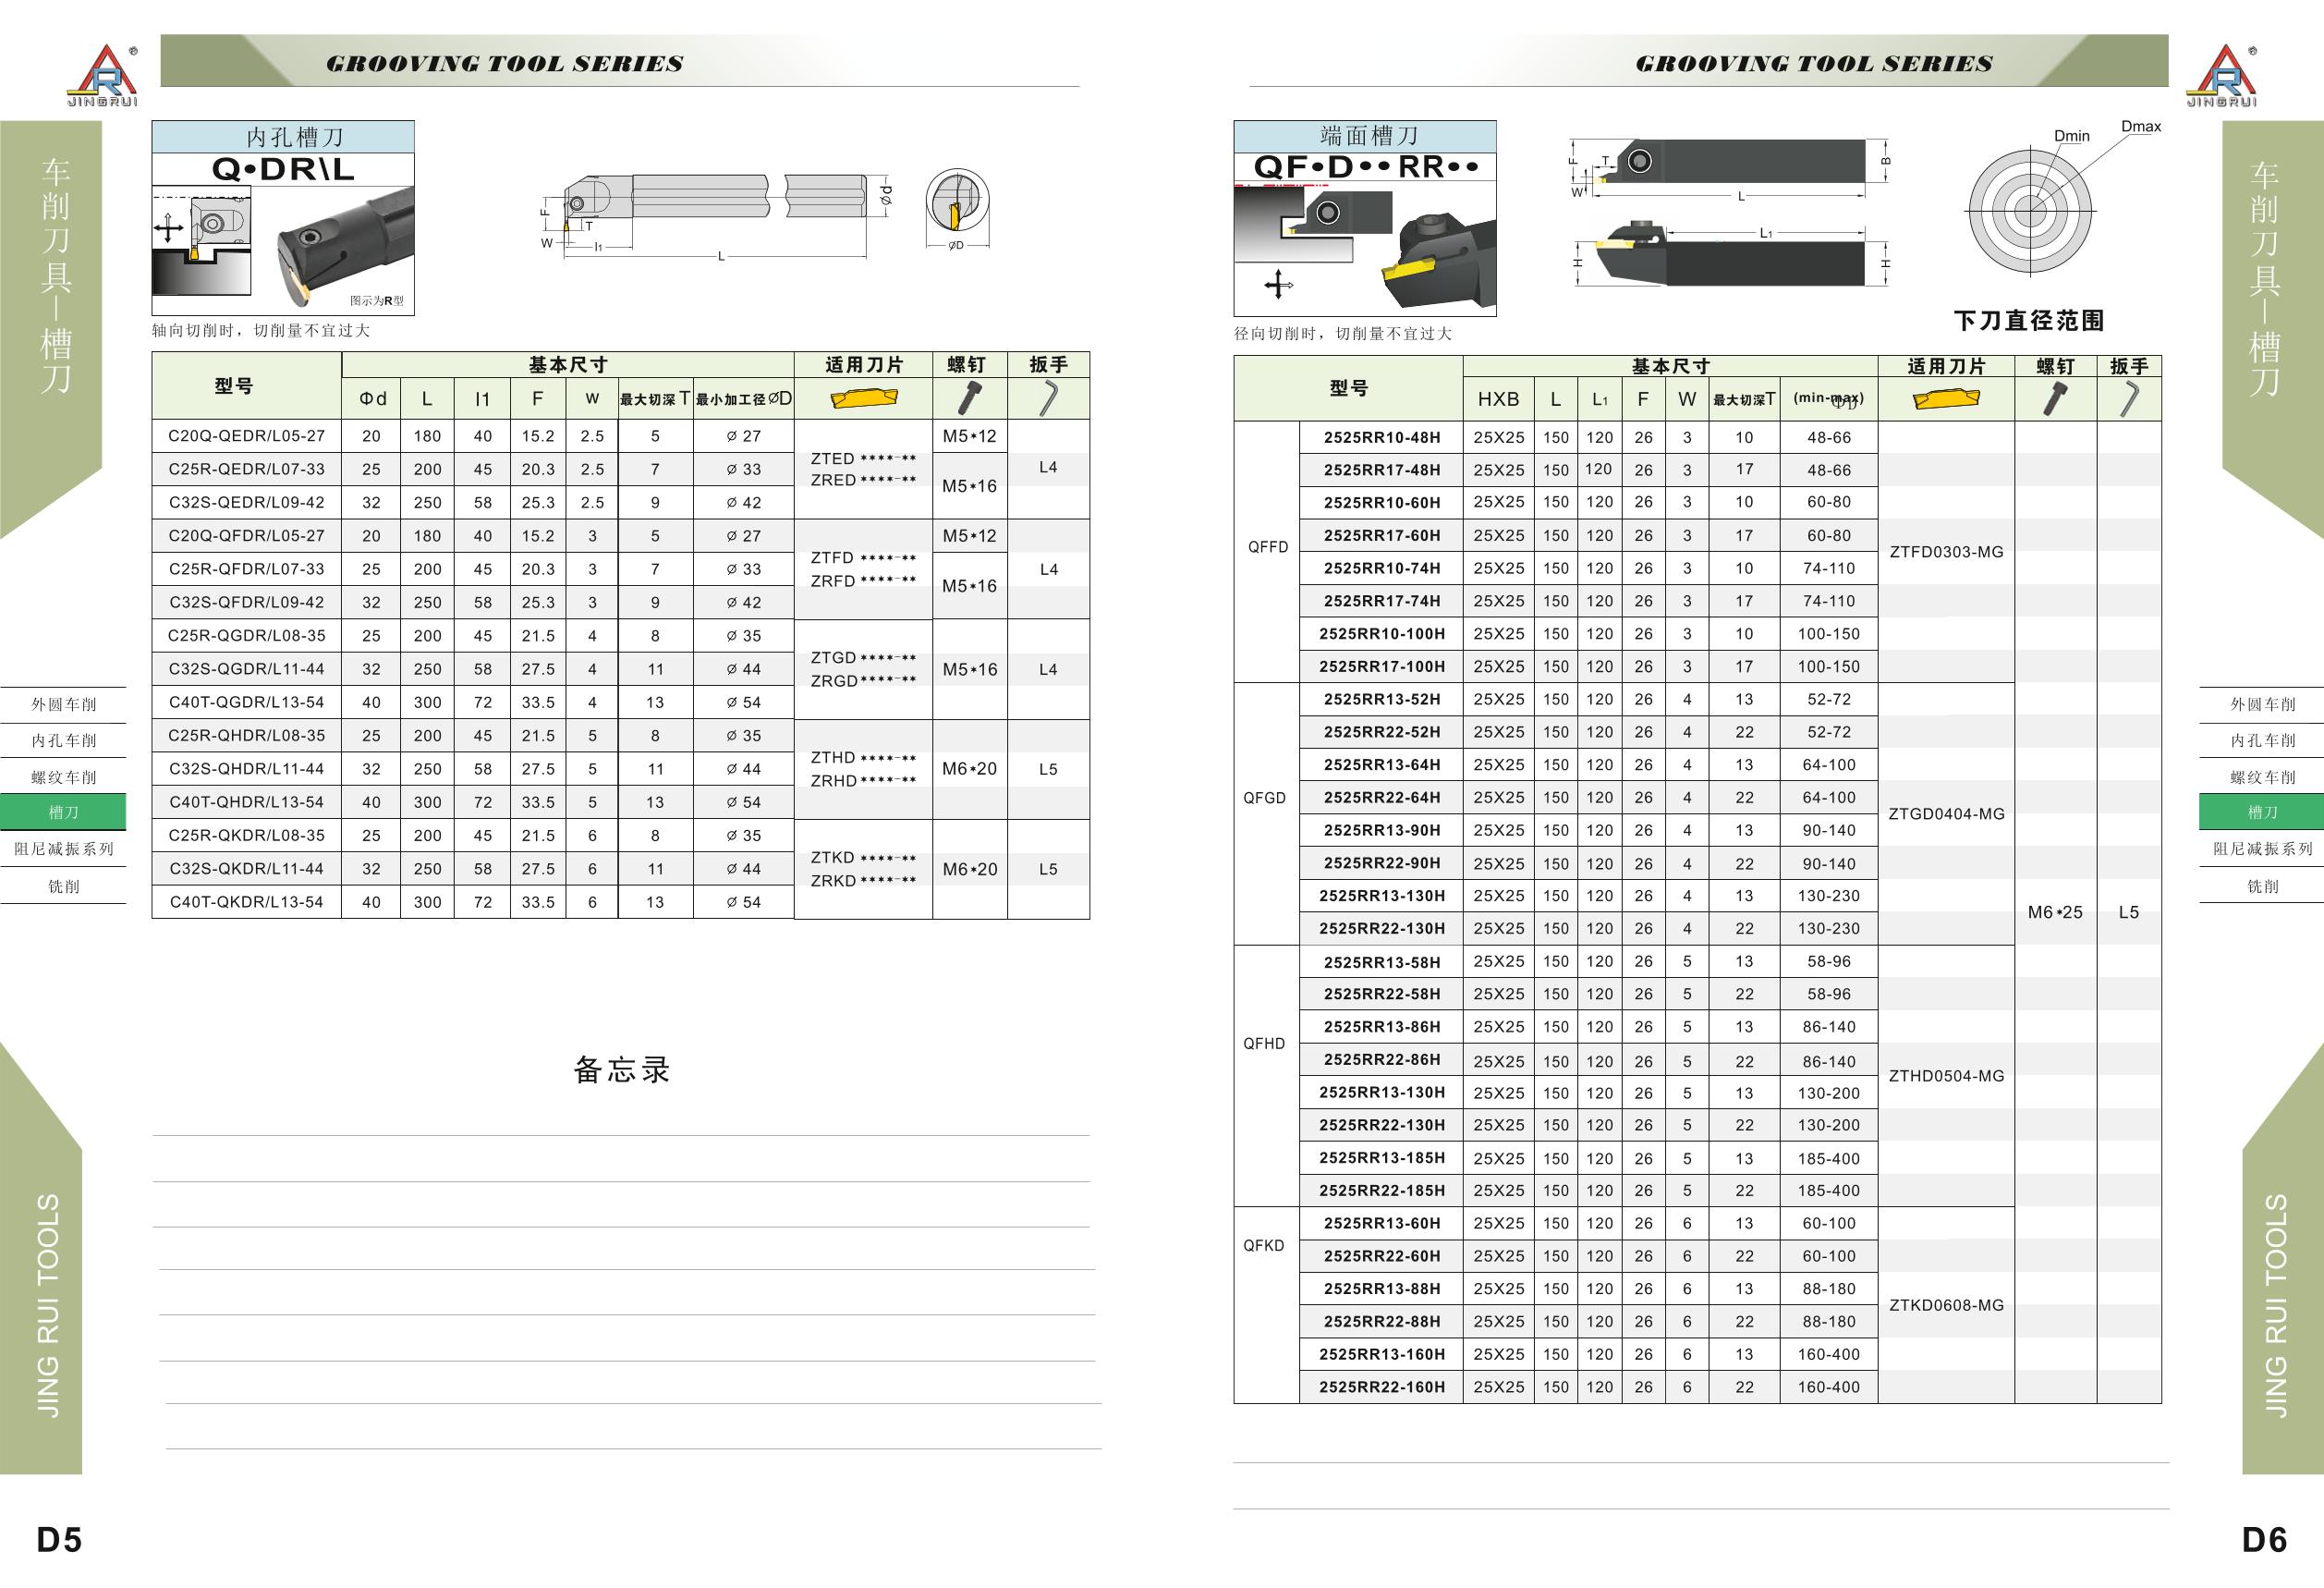 GROOVING TOOL SERIES
JINGRUI
车削刀具—槽刀
内孔槽刀
Q•DR\L
图示为R型
轴向切削时，切削量不宜过大
F
T
W
l1
L
Ød
ØD
型号 基本尺寸 适用刀片 螺钉 扳手
Φd L l1 F W 最大切深T 最小加工径ØD
C20Q-QEDR/L05-27 20 180 40 15.2 2.5 5 Ø 27
C25R-QEDR/L07-33 25 200 45 20.3 2.5 7 Ø 33
C32S-QEDR/L09-42 32 250 58 25.3 2.5 9 Ø 42
ZTED ****-**
ZRED ****-**
M5*12
M5*16
L4
C20Q-QFDR/L05-27 20 180 40 15.2 3 5 Ø 27
C25R-QFDR/L07-33 25 200 45 20.3 3 7 Ø 33
C32S-QFDR/L09-42 32 250 58 25.3 3 9 Ø 42
ZTFD ****-**
ZRFD ****-**
M5*12
M5*16
L4
C25R-QGDR/L08-35 25 200 45 21.5 4 8 Ø 35
C32S-QGDR/L11-44 32 250 58 27.5 4 11 Ø 44
C40T-QGDR/L13-54 40 300 72 33.5 4 13 Ø 54
ZTGD ****-**
ZRGD ****-**
M5*16
L4
C25R-QHDR/L08-35 25 200 45 21.5 5 8 Ø 35
C32S-QHDR/L11-44 32 250 58 27.5 5 11 Ø 44
C40T-QHDR/L13-54 40 300 72 33.5 5 13 Ø 54
ZTHD ****-**
ZRHD ****-**
M6*20
L5
C25R-QKDR/L08-35 25 200 45 21.5 6 8 Ø 35
C32S-QKDR/L11-44 32 250 58 27.5 6 11 Ø 44
C40T-QKDR/L13-54 40 300 72 33.5 6 13 Ø 54
ZTKD ****-**
ZRKD ****-**
M6*20
L5
外圆车削
内孔车削
螺纹车削
槽刀
阻尼减振系列
铣削
备忘录
JING RUI TOOLS
D5
GROOVING TOOL SERIES
JINGRUI
车削刀具—槽刀
端面槽刀
QF•D••RR••
径向切削时，切削量不宜过大
F
T
W
L
B
L1
H
H
Dmin
Dmax
下刀直径范围
型号 基本尺寸 适用刀片 螺钉 扳手
HXB L L1 F W 最大切深T (min-max) ΦD
QFFD
2525RR10-48H 25X25 150 120 26 3 10 48-66
2525RR17-48H 25X25 150 120 26 3 17 48-66
2525RR10-60H 25X25 150 120 26 3 10 60-80
2525RR17-60H 25X25 150 120 26 3 17 60-80
2525RR10-74H 25X25 150 120 26 3 10 74-110
2525RR17-74H 25X25 150 120 26 3 17 74-110
2525RR10-100H 25X25 150 120 26 3 10 100-150
2525RR17-100H 25X25 150 120 26 3 17 100-150
ZTFD0303-MG
QFGD
2525RR13-52H 25X25 150 120 26 4 13 52-72
2525RR22-52H 25X25 150 120 26 4 22 52-72
2525RR13-64H 25X25 150 120 26 4 13 64-100
2525RR22-64H 25X25 150 120 26 4 22 64-100
2525RR13-90H 25X25 150 120 26 4 13 90-140
2525RR22-90H 25X25 150 120 26 4 22 90-140
2525RR13-130H 25X25 150 120 26 4 13 130-230
2525RR22-130H 25X25 150 120 26 4 22 130-230
ZTGD0404-MG
M6*25
L5
QFHD
2525RR13-58H 25X25 150 120 26 5 13 58-96
2525RR22-58H 25X25 150 120 26 5 22 58-96
2525RR13-86H 25X25 150 120 26 5 13 86-140
2525RR22-86H 25X25 150 120 26 5 22 86-140
2525RR13-130H 25X25 150 120 26 5 13 130-200
2525RR22-130H 25X25 150 120 26 5 22 130-200
2525RR13-185H 25X25 150 120 26 5 13 185-400
2525RR22-185H 25X25 150 120 26 5 22 185-400
ZTHD0504-MG
QFKD
2525RR13-60H 25X25 150 120 26 6 13 60-100
2525RR22-60H 25X25 150 120 26 6 22 60-100
2525RR13-88H 25X25 150 120 26 6 13 88-180
2525RR22-88H 25X25 150 120 26 6 22 88-180
2525RR13-160H 25X25 150 120 26 6 13 160-400
2525RR22-160H 25X25 150 120 26 6 22 160-400
ZTKD0608-MG
外圆车削
内孔车削
螺纹车削
槽刀
阻尼减振系列
铣削
JING RUI TOOLS
D6